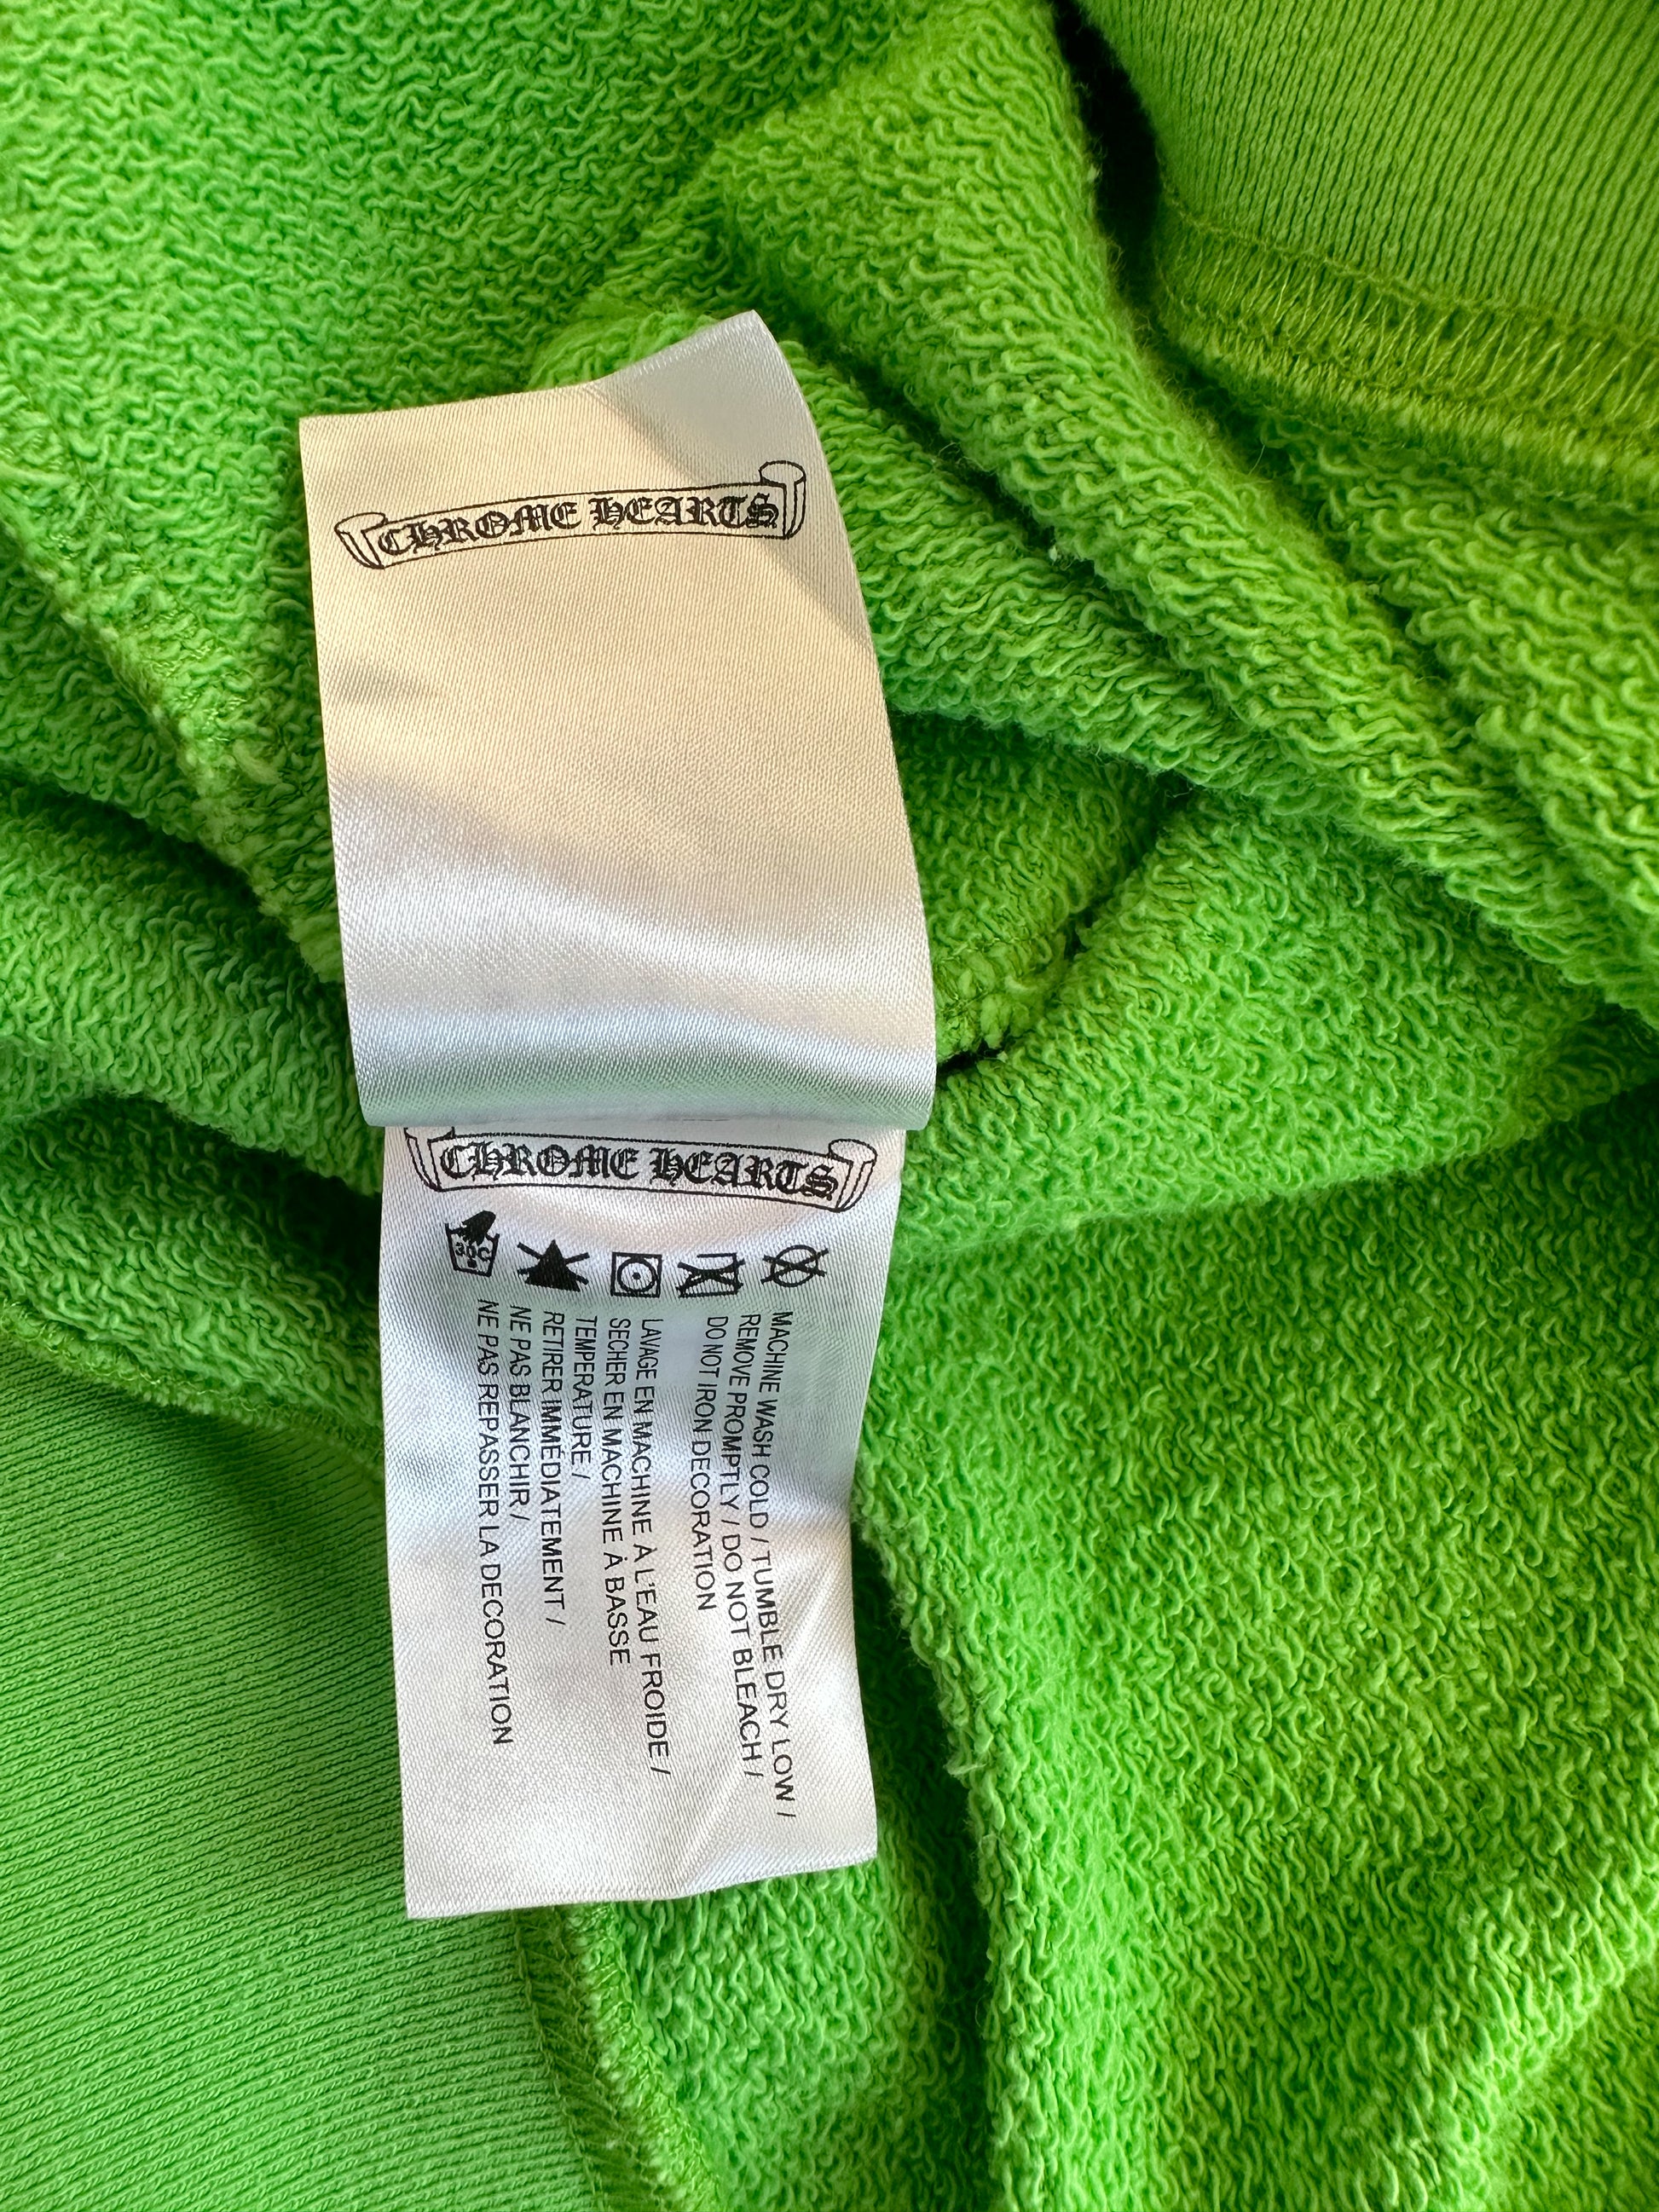 CHROME HEARTS
CHROME HEARTS
30C
MACHINE WASH COLD / TUMBLE DRY LOW /
REMOVE PROMPTLY / DO NOT BLEACH /
DO NOT IRON DECORATION
LAVAGE EN MACHINE À L'EAU FROIDE /
SECHER EN MACHINE À BASSE
TEMPERATURE /
RETIRER IMMÉDIATEMENT /
NE PAS BLANCHIR /
NE PAS REPASSER LA DECORATION